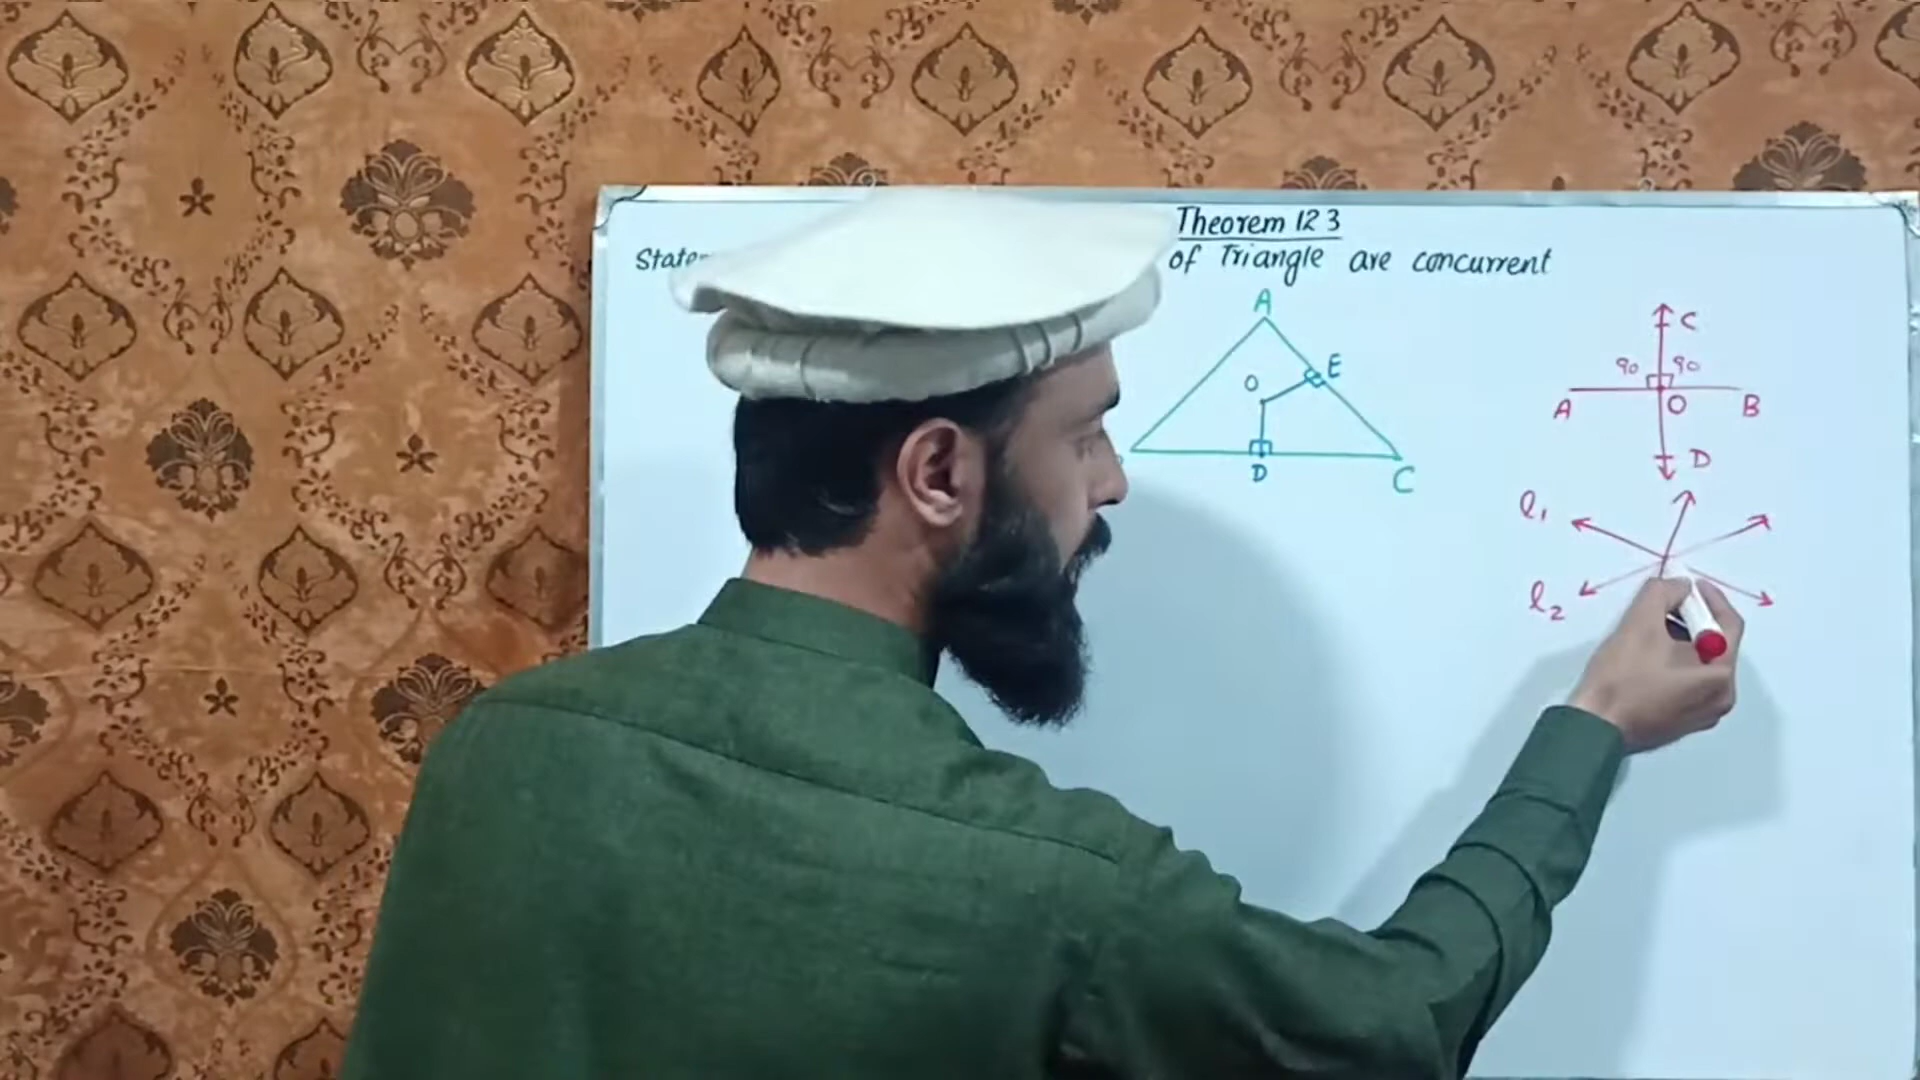 Theorem 12 3
State
of Triangle are concurrent
A
C
90 90
E
O
A O B
D
D
C
l₁
l₂